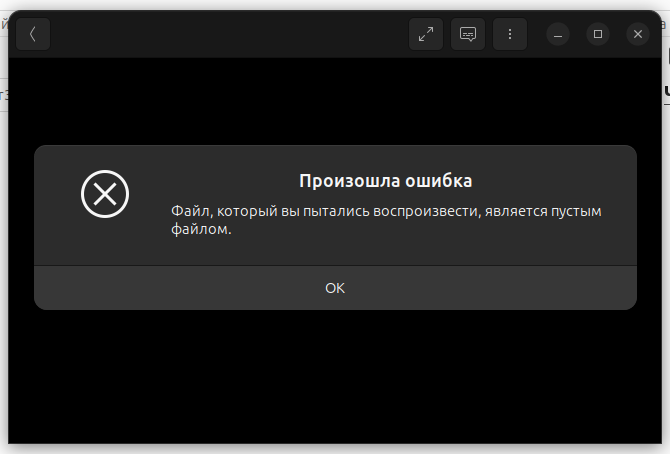 Произошла ошибка
Файл, который вы пытались воспроизвести, является пустым
файлом.
OK